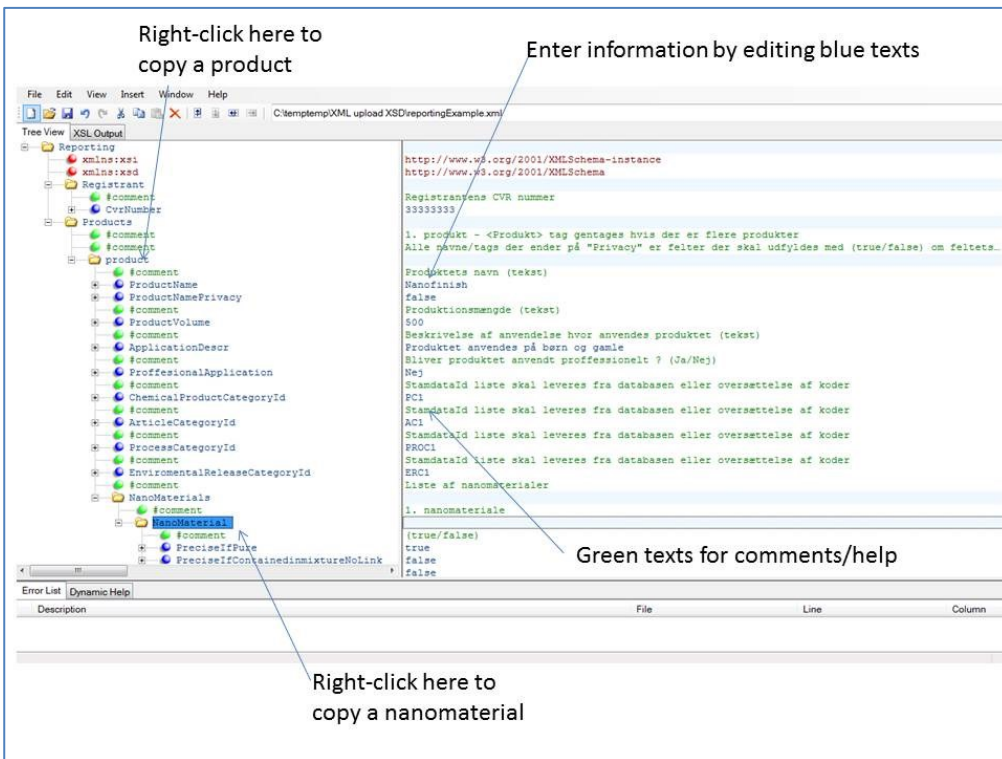 Right-click here to
copy a product
Enter information by editing blue texts
File Edit View Insert Window Help
C:\temptemp\XML upload XSD\reportingExample.xml
Tree View XSL Output
Reporting
xmlns:xsi http://www.w3.org/2001/XMLSchema-instance
xmlns:xsd http://www.w3.org/2001/XMLSchema
Registrant
#comment Registrantens CVR nummer
CvrNumber 33333333
Products
#comment 1. produkt - <Produkt> tag gentages hvis der er flere produkter
#comment Alle navne/tags der ender på "Privacy" er felter der skal udfyldes med (true/false) om feltets...
product
#comment Produktets navn (tekst)
ProductName Nanofinish
ProductNamePrivacy false
#comment Produktionsmængde (tekst)
ProductVolume 500
#comment Beskrivelse af anvendelse hvor anvendes produktet (tekst)
ApplicationDescr Produktet anvendes på børn og gamle
#comment Bliver produktet anvendt proffessionelt ? (Ja/Nej)
ProffesionalApplication Nej
#comment StamdataId liste skal leveres fra databasen eller oversættelse af koder
ChemicalProductCategoryId PC1
#comment StamdataId liste skal leveres fra databasen eller oversættelse af koder
ArticleCategoryId AC1
#comment StamdataId liste skal leveres fra databasen eller oversættelse af koder
ProcessCategoryId PROC1
#comment StamdataId liste skal leveres fra databasen eller oversættelse af koder
EnviromentalReleaseCategoryId ERC1
#comment Liste af nanomaterialer
NanoMaterials
#comment 1. nanomateriale
NanoMaterial
#comment (true/false)
PreciseIfPure true
PreciseIfContainedinmixtureNoLink false
false
Green texts for comments/help
Error List Dynamic Help
Description File Line Column
Right-click here to
copy a nanomaterial